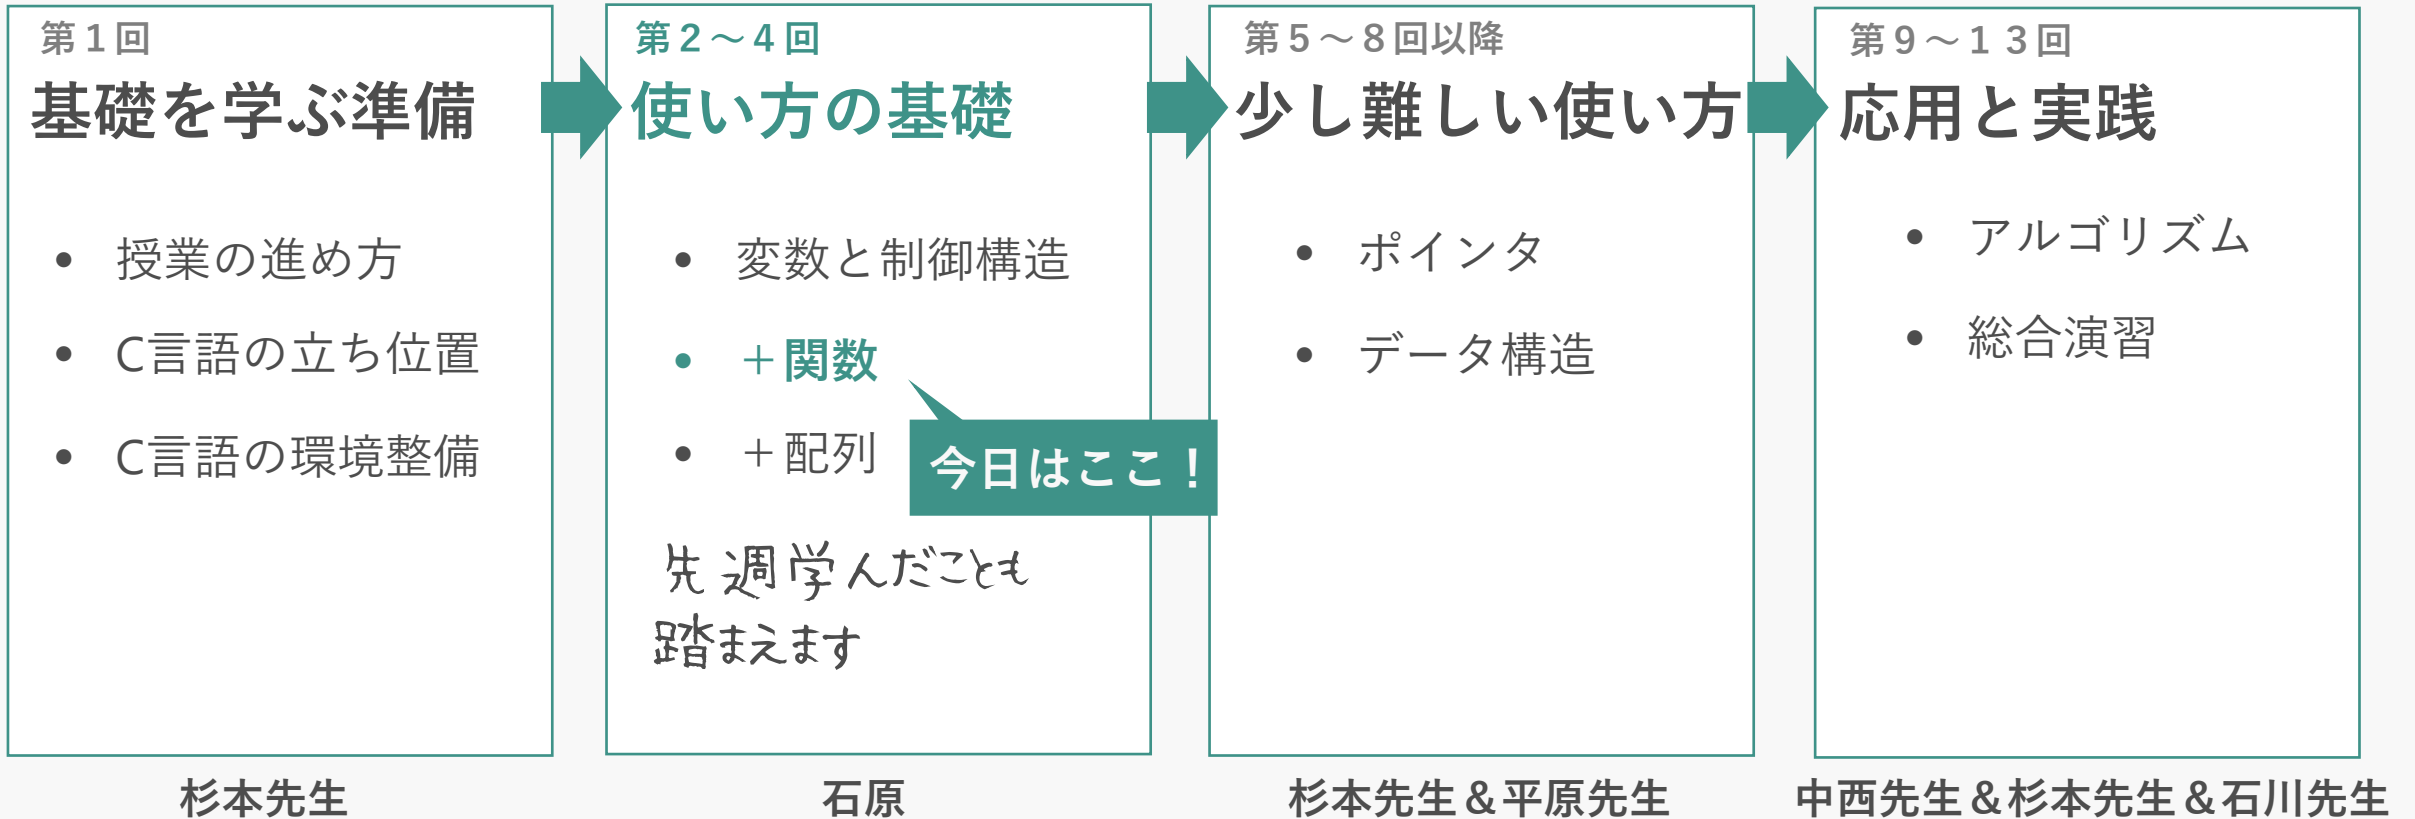 第１回
基礎を学ぶ準備
• 授業の進め方
• C言語の立ち位置
• C言語の環境整備
杉本先生
第２～４回
使い方の基礎
• 変数と制御構造
• ＋関数
• ＋配列
今日はここ！
先週学んだことも
踏まえます
石原
第５～８回以降
少し難しい使い方
• ポインタ
• データ構造
杉本先生＆平原先生
第９～１３回
応用と実践
• アルゴリズム
• 総合演習
中西先生＆杉本先生＆石川先生